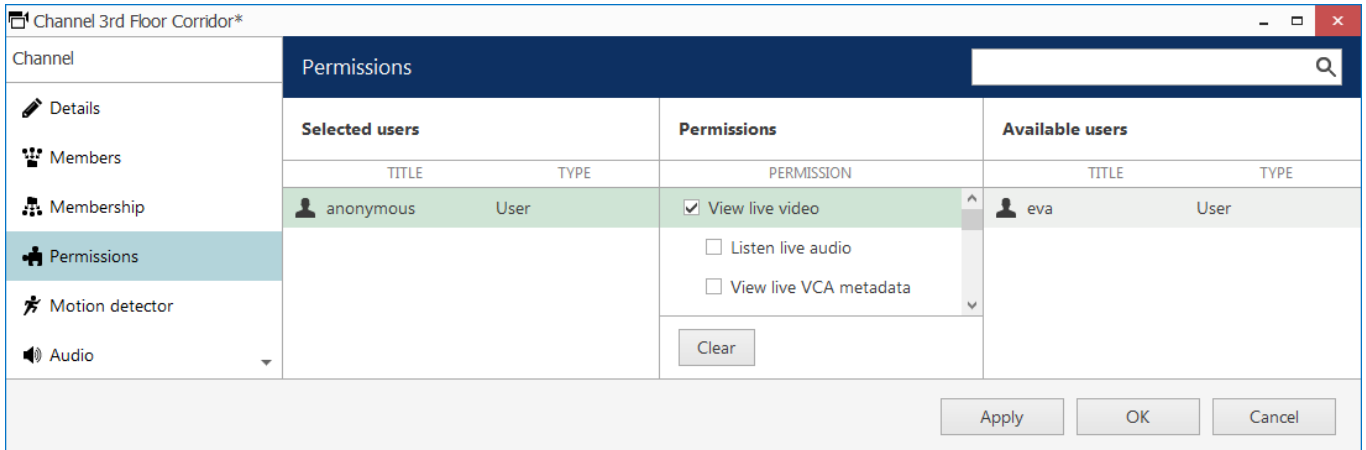 Channel 3rd Floor Corridor*
Channel
Details
Members
Membership
Permissions
Motion detector
Audio
Permissions
Selected users
TITLE TYPE
anonymous User
Permissions
PERMISSION
View live video
Listen live audio
View live VCA metadata
Clear
Available users
TITLE TYPE
eva User
Apply OK Cancel